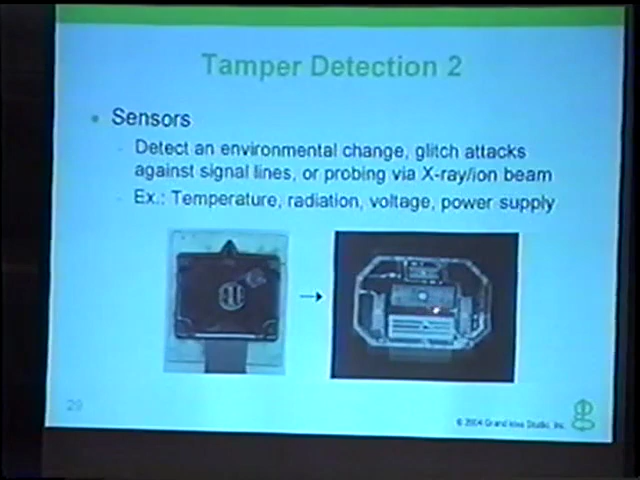 Tamper Detection 2
• Sensors
- Detect an environmental change, glitch attacks
against signal lines, or probing via X-ray/ion beam
- Ex.: Temperature, radiation, voltage, power supply
29
© 2004 Grand Idea Studio, Inc.